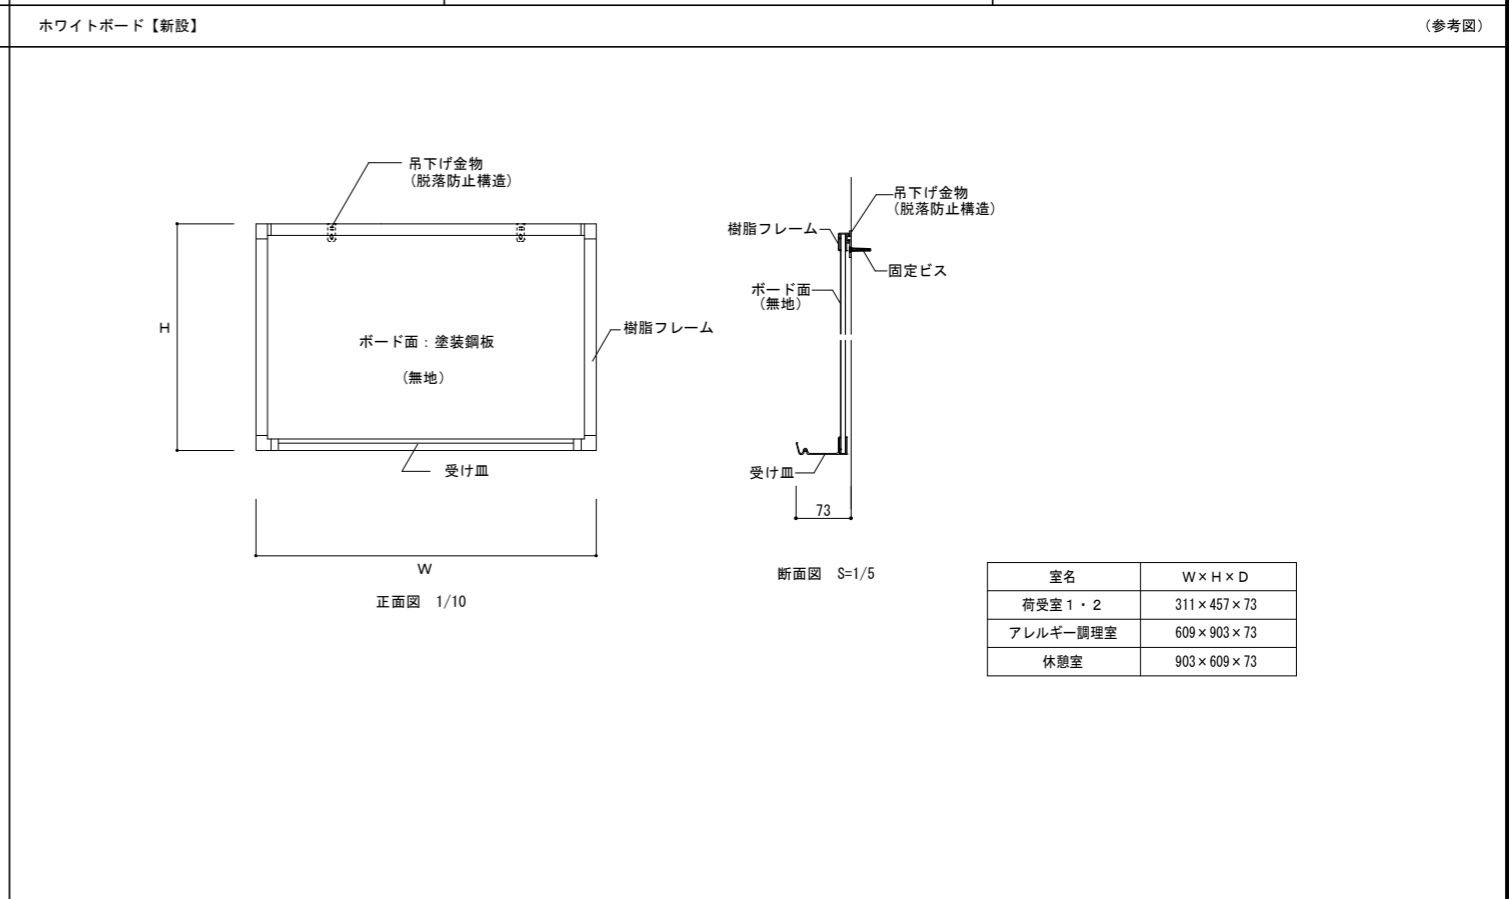 ホワイトボード【新設】
（参考図）
吊下げ金物
（脱落防止構造）
H
ボード面：塗装鋼板
（無地）
樹脂フレーム
受け皿
W
正面図　1/10
吊下げ金物
（脱落防止構造）
樹脂フレーム
固定ビス
ボード面
（無地）
受け皿
73
断面図　S=1/5
室名　W×H×D
荷受室１・２　311×457×73
アレルギー調理室　609×903×73
休憩室　903×609×73